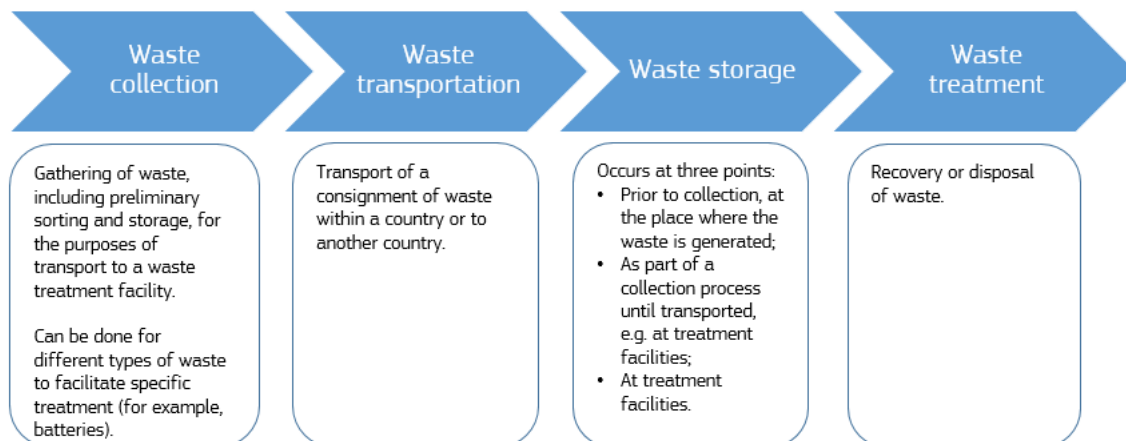 Waste
collection
Waste
transportation
Waste storage
Waste
treatment
Gathering of waste,
including preliminary
sorting and storage, for
the purposes of
transport to a waste
treatment facility.
Can be done for
different types of waste
to facilitate specific
treatment (for example,
batteries).
Transport of a
consignment of waste
within a country or to
another country.
Occurs at three points:
• Prior to collection, at
the place where the
waste is generated;
• As part of a
collection process
until transported,
e.g. at treatment
facilities;
• At treatment
facilities.
Recovery or disposal
of waste.